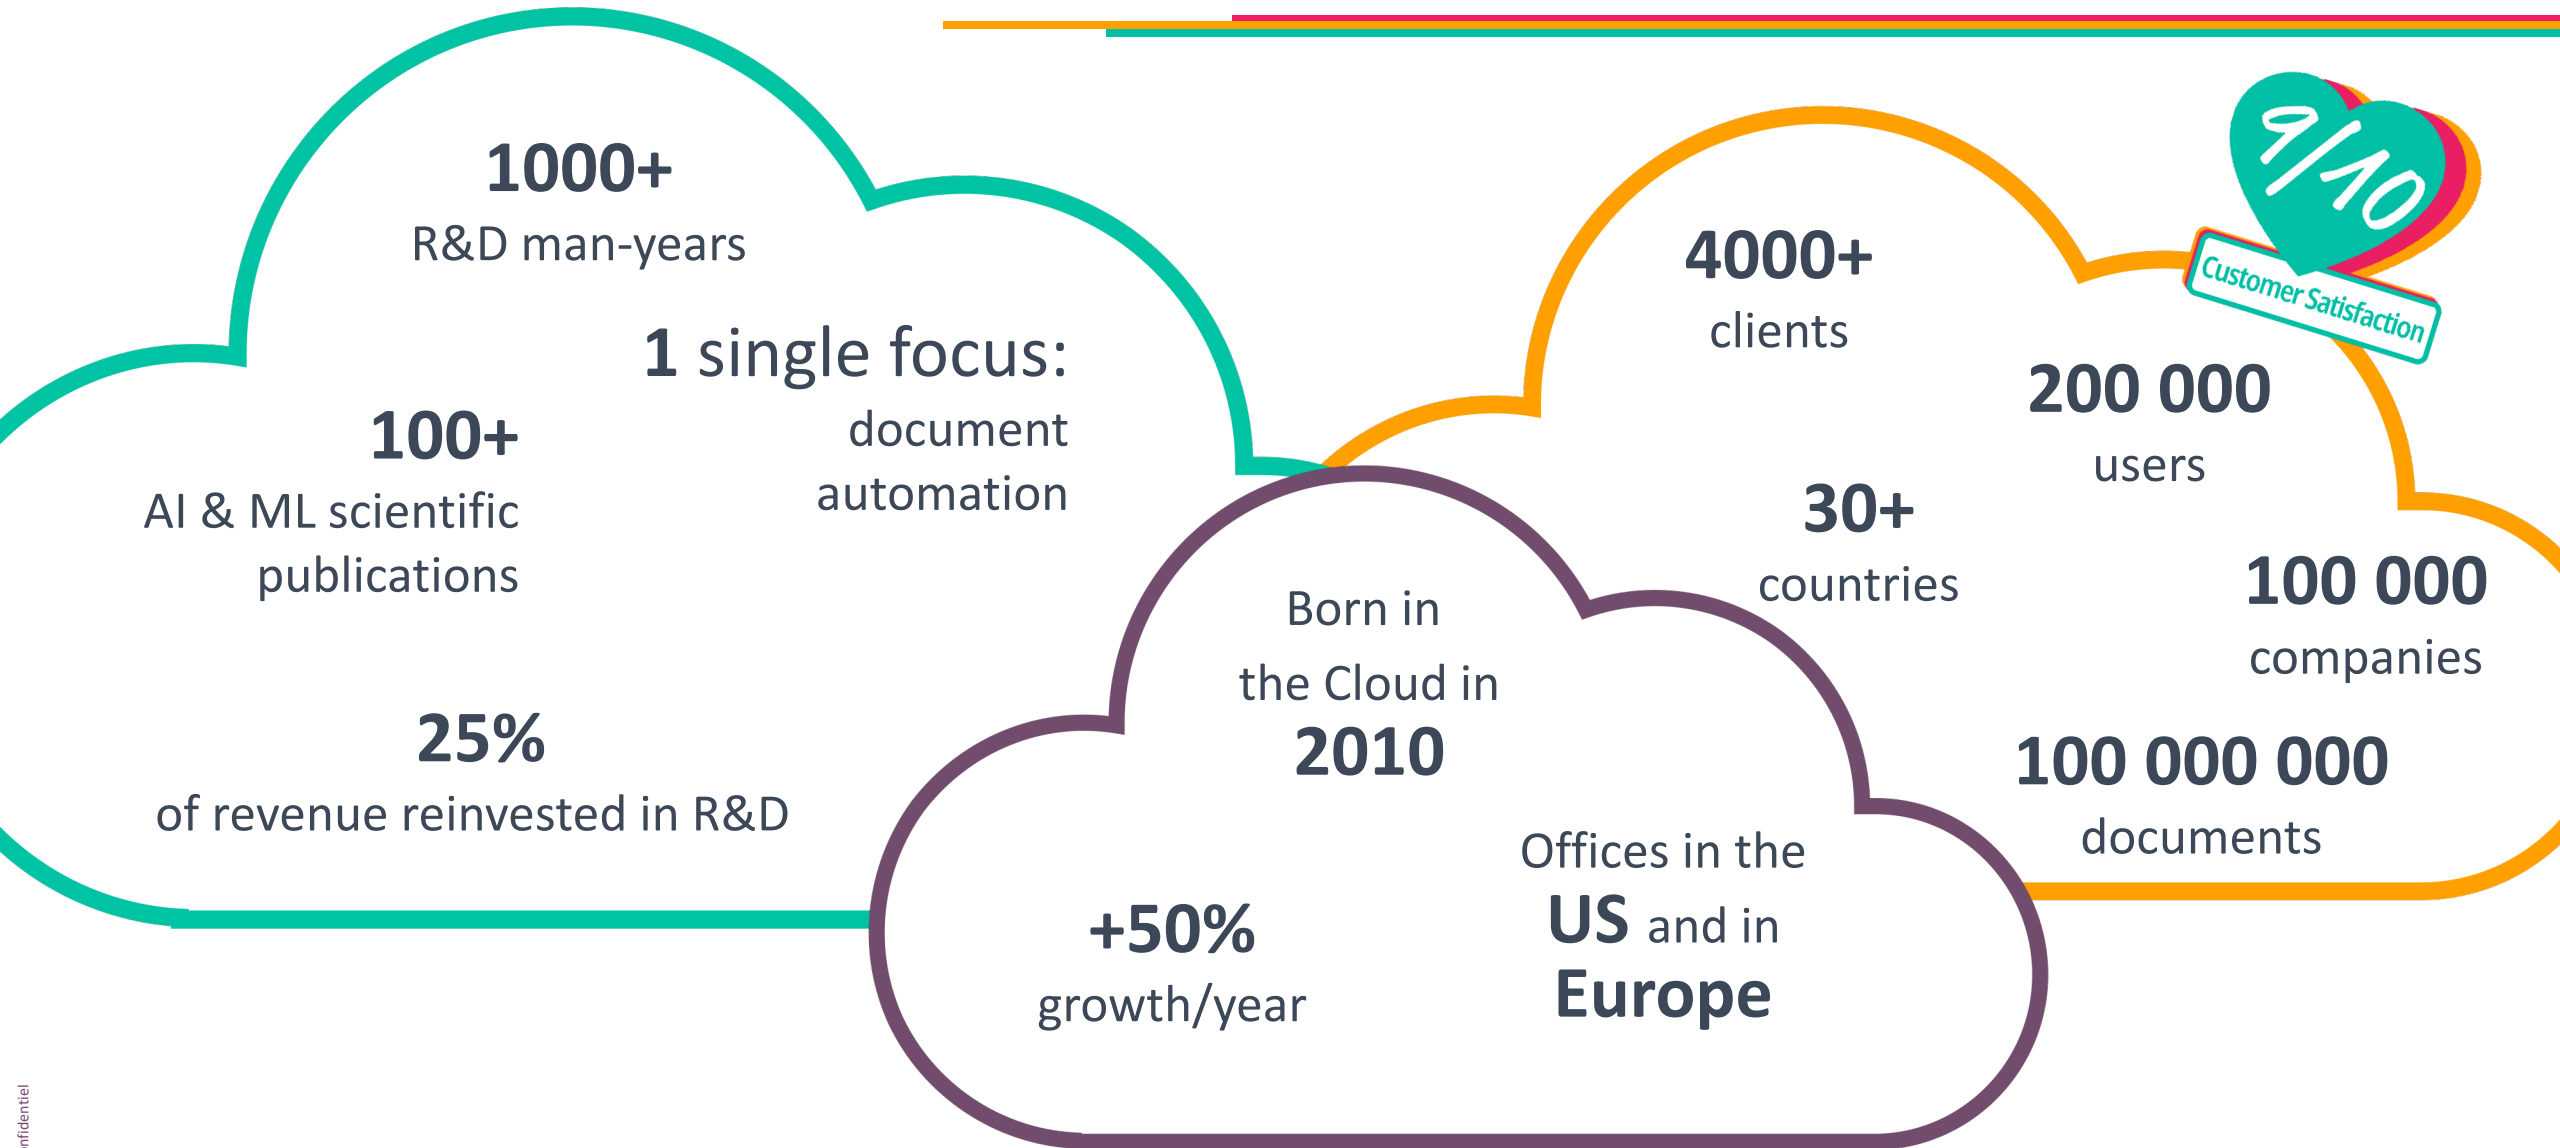 1000+
R&D man-years
1 single focus:
document
automation
100+
AI & ML scientific
publications
25%
of revenue reinvested in R&D
Born in
the Cloud in
2010
+50%
growth/year
Offices in the
US and in
Europe
9/10
Customer Satisfaction
4000+
clients
200 000
users
30+
countries
100 000
companies
100 000 000
documents